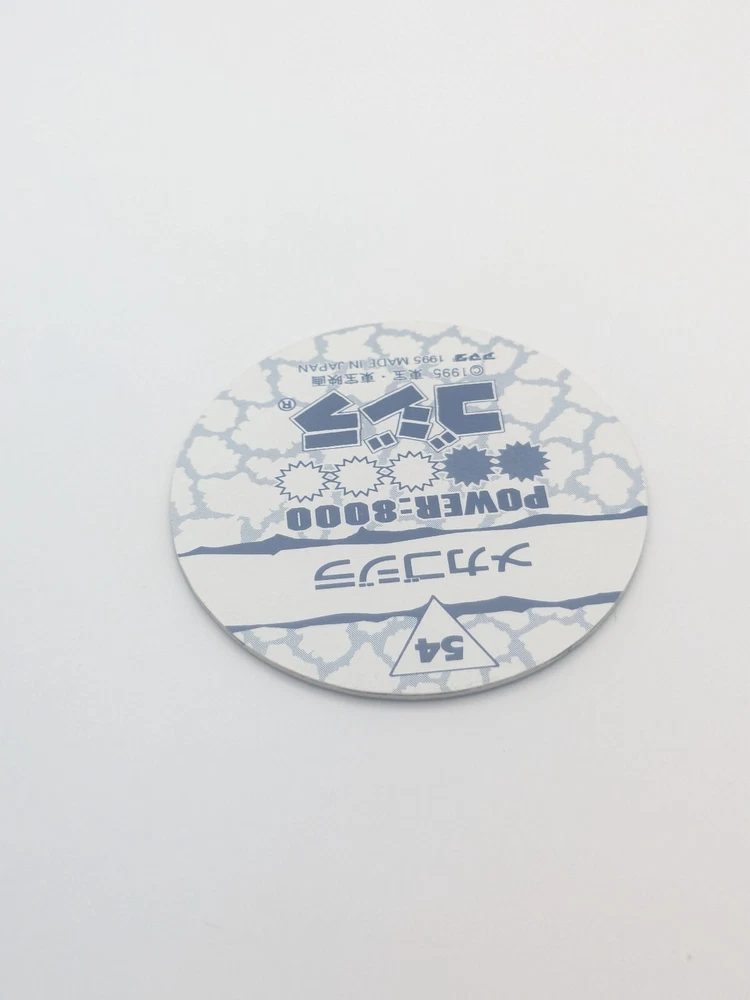 54
メカゴジラ
POWER:8000
ゴジラ®
©1995 東宝・東宝映画
アマダ 1995 MADE IN JAPAN